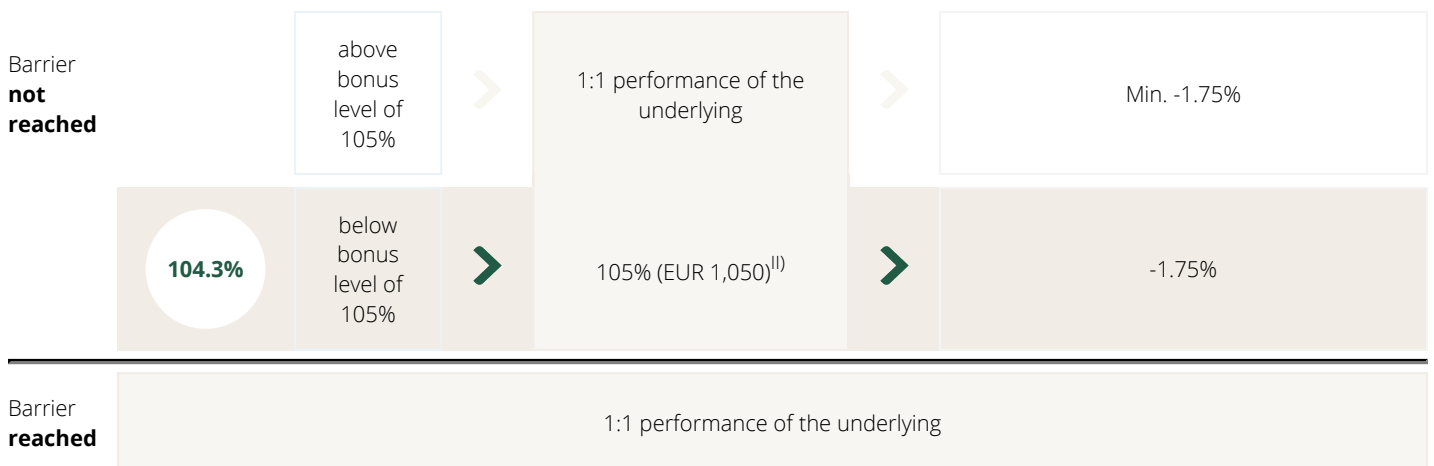 Barrier
not
reached
above
bonus
level of
105%
1:1 performance of the
underlying
Min. -1.75%
104.3%
below
bonus
level of
105%
105% (EUR 1,050)II)
-1.75%
Barrier
reached
1:1 performance of the underlying